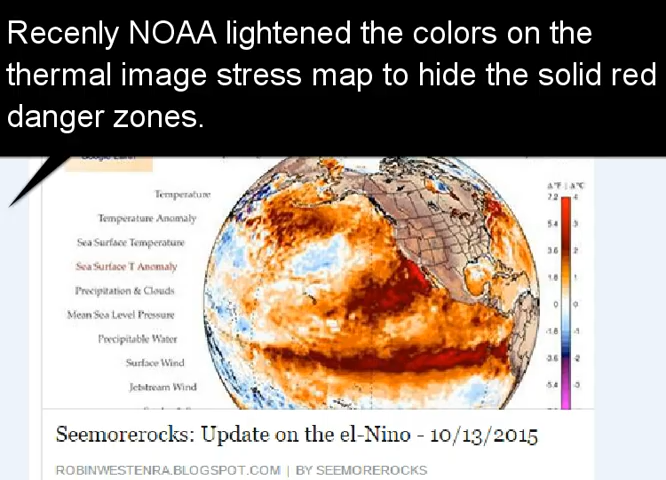 Recenly NOAA lightened the colors on the
thermal image stress map to hide the solid red
danger zones.
Google Earth
Temperature
Temperature Anomaly
Sea Surface Temperature
Sea Surface T Anomaly
Precipitation & Clouds
Mean Sea Level Pressure
Precipitable Water
Surface Wind
Jetstream Wind
Δ°F | Δ°C
7.2 4
5.4 3
3.6 2
1.8 1
0 0
-1.8 -1
-3.6 -2
-5.4 -3
Seemorerocks: Update on the el-Nino - 10/13/2015
ROBINWESTENRA.BLOGSPOT.COM | BY SEEMOREROCKS